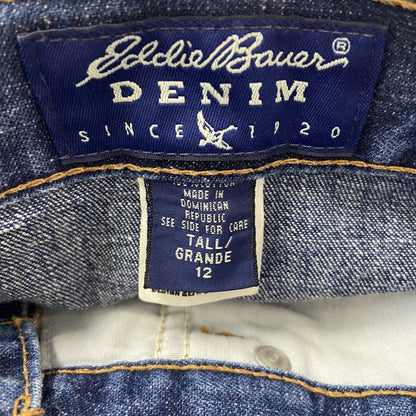 Eddie Bauer®
DENIM
SINCE 1920
MADE IN
DOMINICAN
REPUBLIC
SEE SIDE FOR CARE
TALL/
GRANDE
12